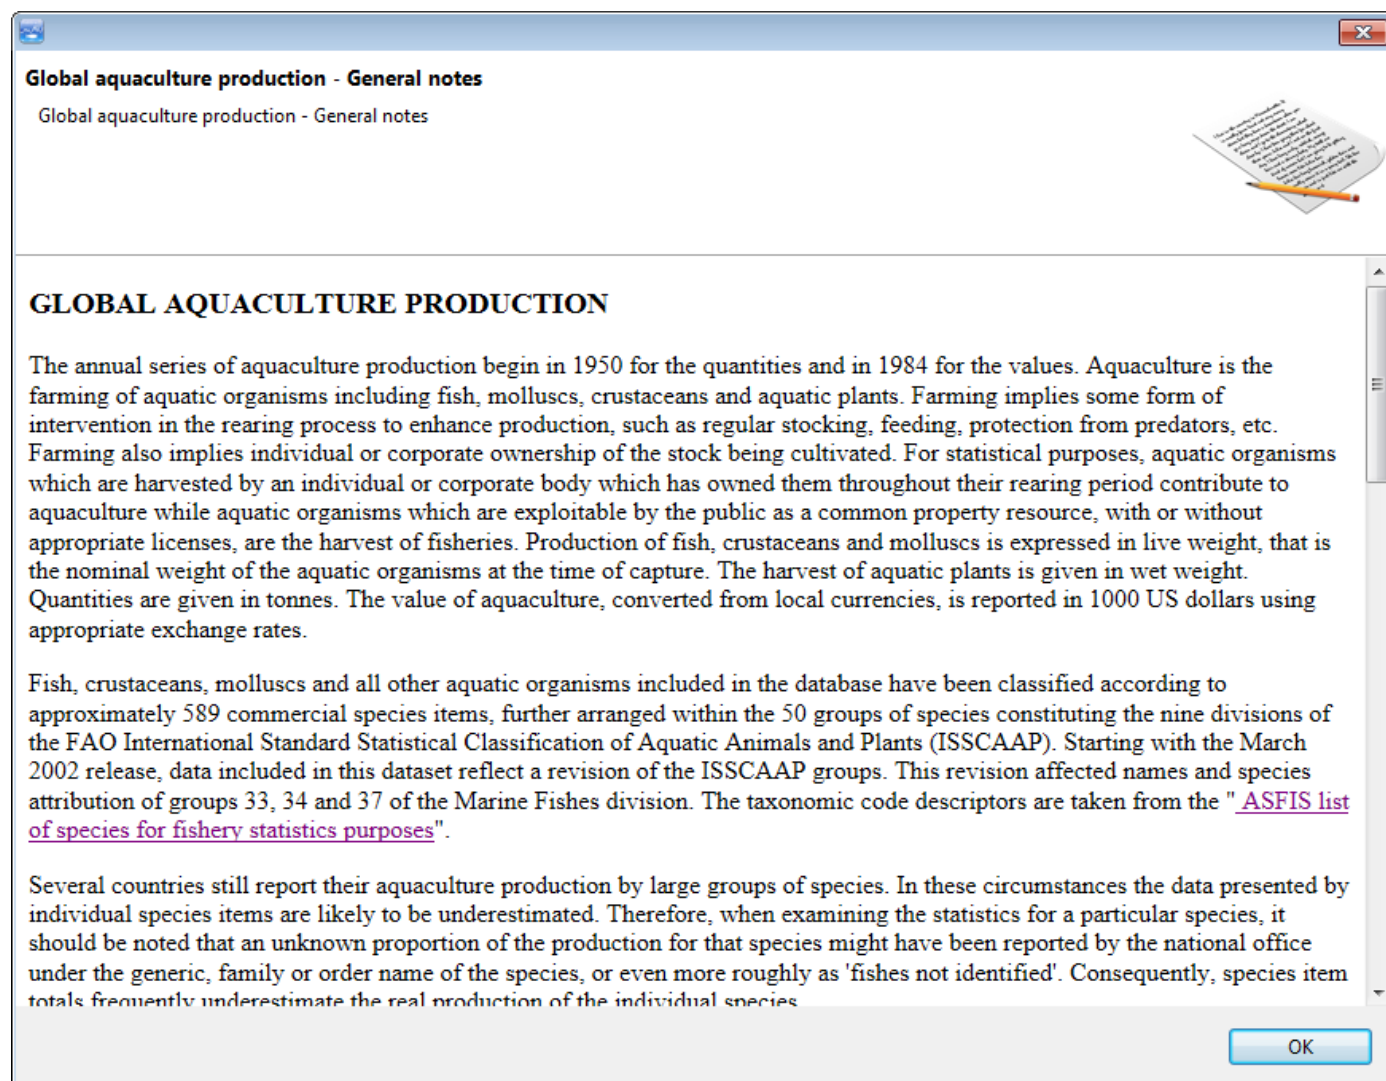 Global aquaculture production - General notes
Global aquaculture production - General notes
GLOBAL AQUACULTURE PRODUCTION
The annual series of aquaculture production begin in 1950 for the quantities and in 1984 for the values. Aquaculture is the
farming of aquatic organisms including fish, molluscs, crustaceans and aquatic plants. Farming implies some form of
intervention in the rearing process to enhance production, such as regular stocking, feeding, protection from predators, etc.
Farming also implies individual or corporate ownership of the stock being cultivated. For statistical purposes, aquatic organisms
which are harvested by an individual or corporate body which has owned them throughout their rearing period contribute to
aquaculture while aquatic organisms which are exploitable by the public as a common property resource, with or without
appropriate licenses, are the harvest of fisheries. Production of fish, crustaceans and molluscs is expressed in live weight, that is
the nominal weight of the aquatic organisms at the time of capture. The harvest of aquatic plants is given in wet weight.
Quantities are given in tonnes. The value of aquaculture, converted from local currencies, is reported in 1000 US dollars using
appropriate exchange rates.
Fish, crustaceans, molluscs and all other aquatic organisms included in the database have been classified according to
approximately 589 commercial species items, further arranged within the 50 groups of species constituting the nine divisions of
the FAO International Standard Statistical Classification of Aquatic Animals and Plants (ISSCAAP). Starting with the March
2002 release, data included in this dataset reflect a revision of the ISSCAAP groups. This revision affected names and species
attribution of groups 33, 34 and 37 of the Marine Fishes division. The taxonomic code descriptors are taken from the " ASFIS list
of species for fishery statistics purposes".
Several countries still report their aquaculture production by large groups of species. In these circumstances the data presented by
individual species items are likely to be underestimated. Therefore, when examining the statistics for a particular species, it
should be noted that an unknown proportion of the production for that species might have been reported by the national office
under the generic, family or order name of the species, or even more roughly as 'fishes not identified'. Consequently, species item
totals frequently underestimate the real production of the individual species.
OK